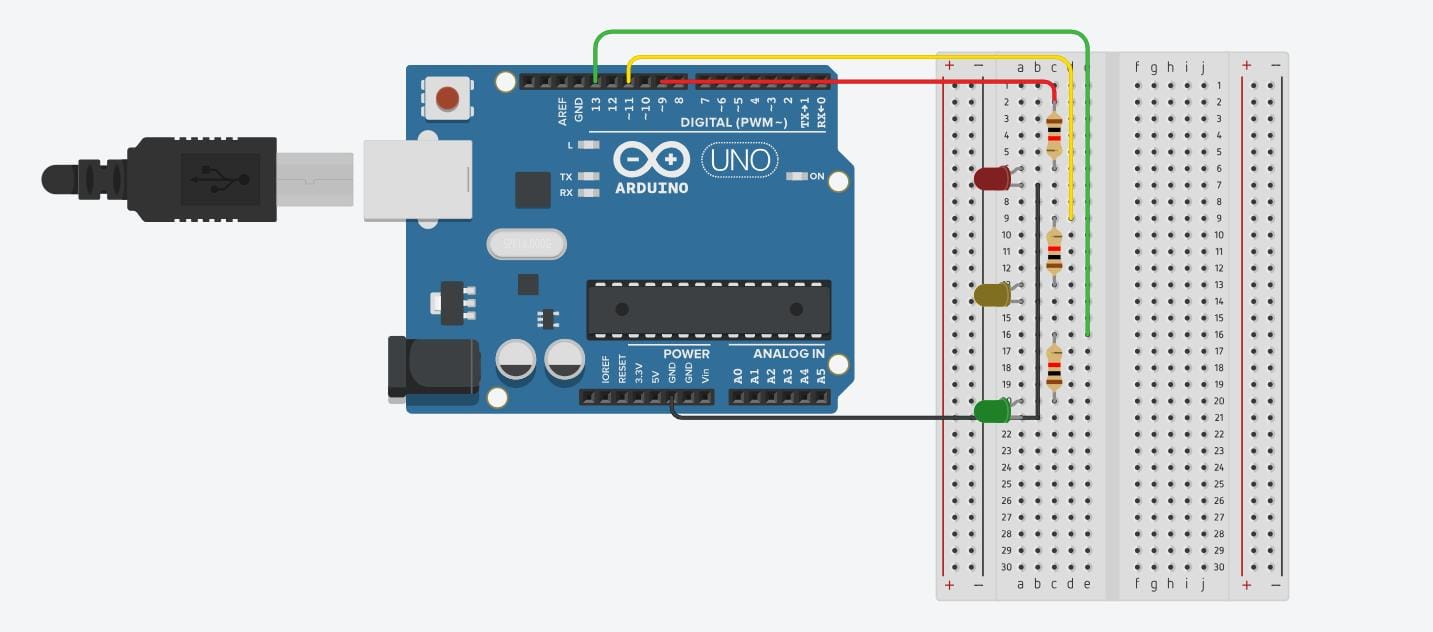 AREF
GND
13
12
~11
~10
~9
8
7
~6
~5
4
~3
2
TX→1
RX←0
DIGITAL (PWM~)
L
TX
RX
UNO
ARDUINO
ON
IOREF
RESET
3.3V
5V
GND
GND
Vin
POWER
ANALOG IN
A0
A1
A2
A3
A4
A5
+ − a b c d e f g h i j + −
1 1
2 2
3 3
4 4
5 5
6 6
7 7
8 8
9 9
10 10
11 11
12 12
13
14 14
15 15
16 16
17 17
18 18
19 19
20
21 21
22 22
23 23
24 24
25 25
26 26
27 27
28 28
29 29
30 30
+ − a b c d e f g h i j + −